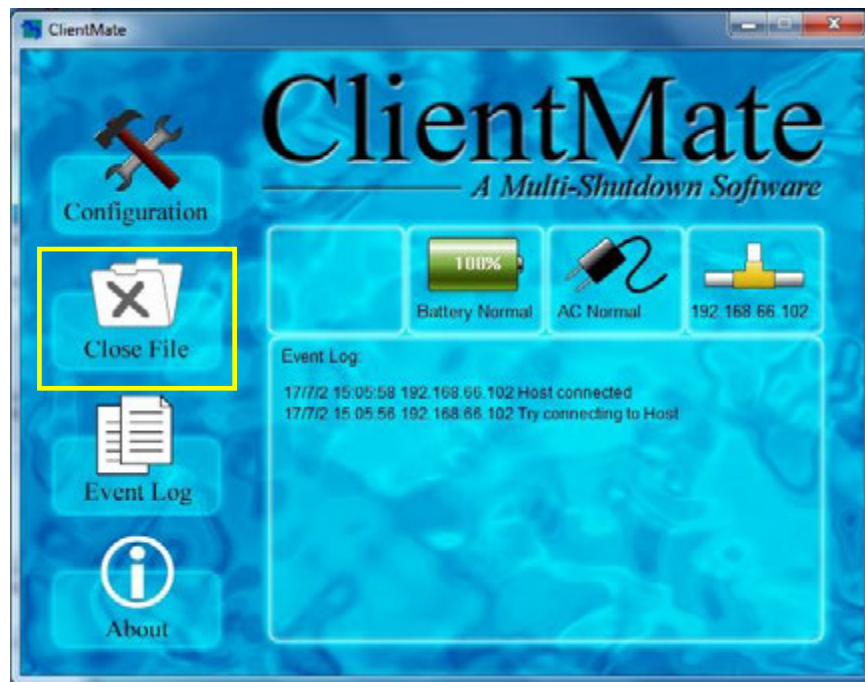 ClientMate
ClientMate
A Multi-Shutdown Software
Configuration
Close File
Event Log
About
100%
Battery Normal
AC Normal
192.168.66.102
Event Log:
17/7/2 15:05:58 192.168.66.102 Host connected
17/7/2 15:05:56 192.168.66.102 Try connecting to Host